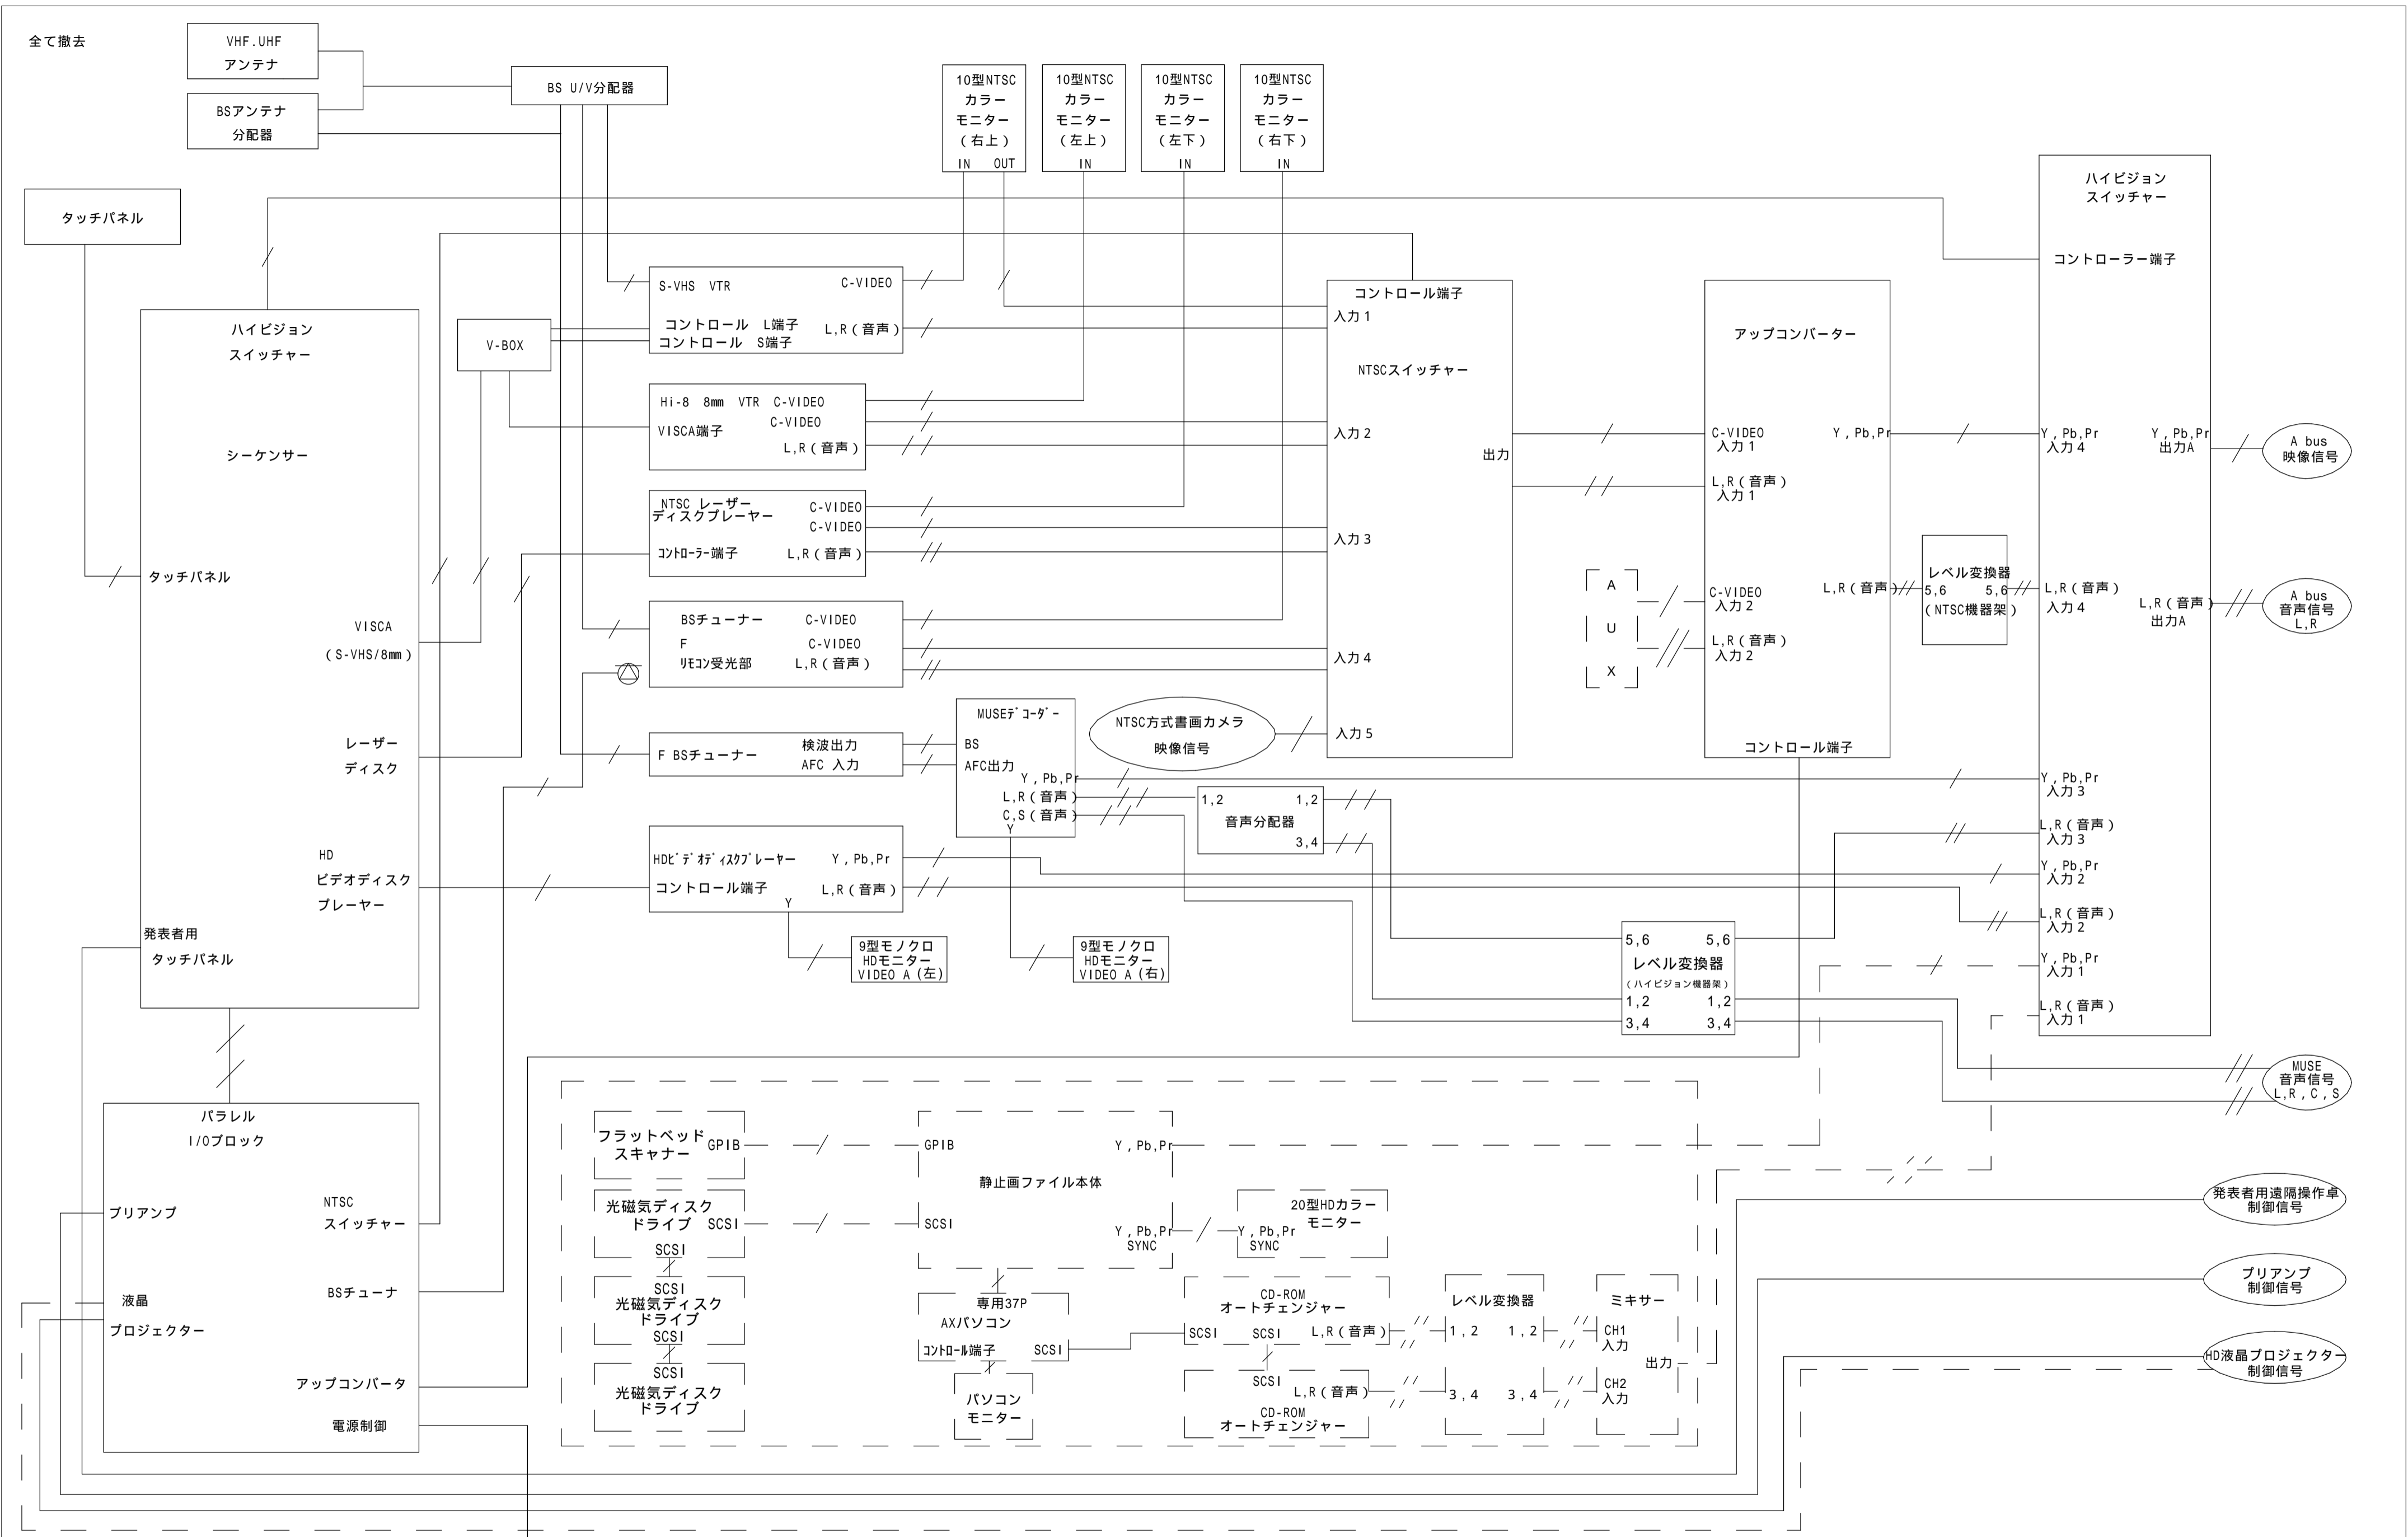 全て撤去
VHF.UHF
アンテナ
BSアンテナ
分配器
BS U/V分配器
10型NTSC
カラー
モニター
(右上)
IN OUT
10型NTSC
カラー
モニター
(左上)
IN
10型NTSC
カラー
モニター
(左下)
IN
10型NTSC
カラー
モニター
(右下)
IN
タッチパネル
ハイビジョン
スイッチャー
シーケンサー
タッチパネル
VISCA
(S-VHS/8mm)
レーザー
ディスク
HD
ビデオディスク
プレーヤー
発表者用
タッチパネル
V-BOX
S-VHS VTR C-VIDEO
コントロール L端子 L,R(音声)
コントロール S端子
Hi-8 8mm VTR C-VIDEO
C-VIDEO
VISCA端子
L,R(音声)
NTSC レーザー
ディスクプレーヤー
C-VIDEO
C-VIDEO
コントローラー端子 L,R(音声)
BSチューナー C-VIDEO
F C-VIDEO
リモコン受光部 L,R(音声)
F BSチューナー
検波出力
AFC 入力
MUSEデコーダー
BS
AFC出力
Y,Pb,Pr
L,R(音声)
C,S(音声)
Y
HDビデオディスクプレーヤー Y,Pb,Pr
コントロール端子 L,R(音声)
Y
9型モノクロ
HDモニター
VIDEO A (左)
9型モノクロ
HDモニター
VIDEO A (右)
NTSC方式書画カメラ
映像信号
1,2 1,2
音声分配器
3,4
コントロール端子
入力1
NTSCスイッチャー
入力2
出力
入力3
入力4
入力5
A
U
X
アップコンバーター
C-VIDEO
入力1
Y,Pb,Pr
L,R(音声)
入力1
C-VIDEO
入力2
L,R(音声)
L,R(音声)
入力2
コントロール端子
レベル変換器
5,6 5,6
(NTSC機器架)
5,6 5,6
レベル変換器
(ハイビジョン機器架)
1,2 1,2
3,4 3,4
ハイビジョン
スイッチャー
コントローラー端子
Y,Pb,Pr
入力4
Y,Pb,Pr
出力A
L,R(音声)
入力4
L,R(音声)
出力A
Y,Pb,Pr
入力3
L,R(音声)
入力3
Y,Pb,Pr
入力2
L,R(音声)
入力2
Y,Pb,Pr
入力1
L,R(音声)
入力1
A bus
映像信号
A bus
音声信号
L,R
MUSE
音声信号
L,R,C,S
発表者用遠隔操作卓
制御信号
プリアンプ
制御信号
HD液晶プロジェクター
制御信号
パラレル
I/Oブロック
プリアンプ
NTSC
スイッチャー
液晶
プロジェクター
BSチューナ
アップコンバータ
電源制御
フラットベッド
スキャナー
GPIB
光磁気ディスク
ドライブ SCSI
SCSI
SCSI
光磁気ディスク
ドライブ
SCSI
SCSI
光磁気ディスク
ドライブ
GPIB Y,Pb,Pr
静止画ファイル本体
SCSI
Y,Pb,Pr
SYNC
20型HDカラー
モニター
Y,Pb,Pr
SYNC
専用37P
AXパソコン
コントロール端子 SCSI
パソコン
モニター
CD-ROM
オートチェンジャー
SCSI SCSI L,R(音声)
SCSI
L,R(音声)
CD-ROM
オートチェンジャー
レベル変換器
1,2 1,2
3,4 3,4
ミキサー
CH1
入力
出力
CH2
入力